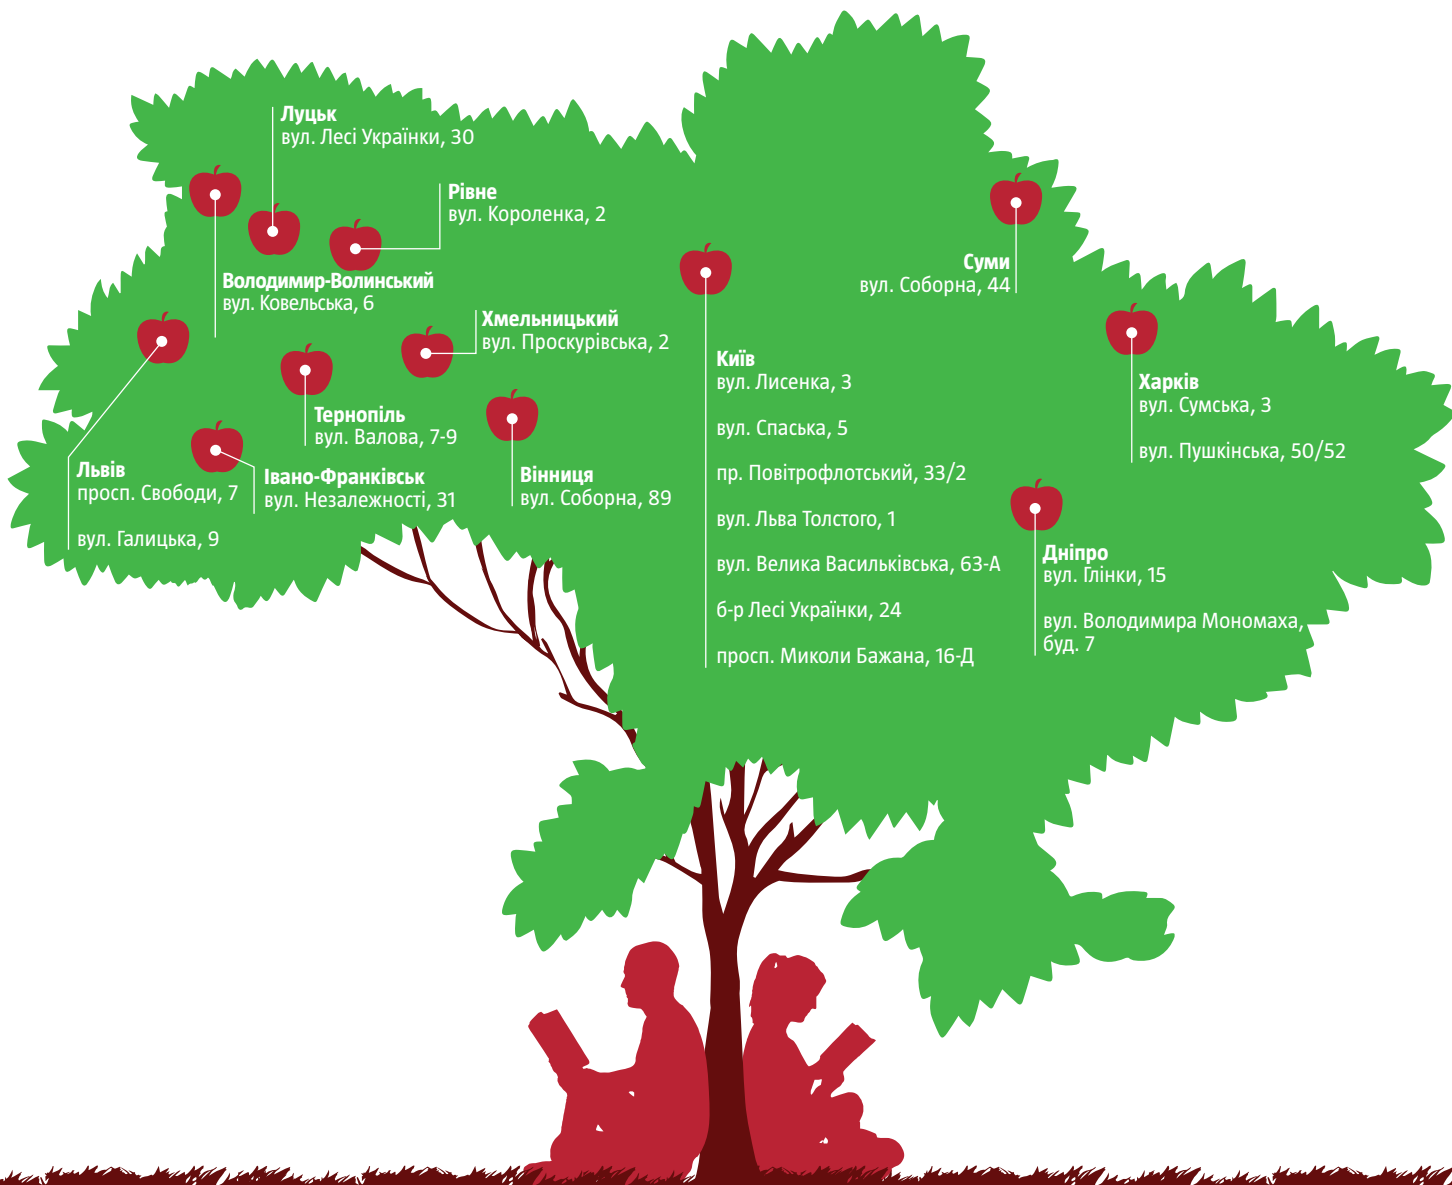 Луцьк
вул. Лесі Українки, 30
Рівне
вул. Короленка, 2
Володимир-Волинський
вул. Ковельська, 6
Хмельницький
вул. Проскурівська, 2
Тернопіль
вул. Валова, 7-9
Львів
просп. Свободи, 7
вул. Галицька, 9
Івано-Франківськ
вул. Незалежності, 31
Вінниця
вул. Соборна, 89
Київ
вул. Лисенка, 3
вул. Спаська, 5
пр. Повітрофлотський, 33/2
вул. Льва Толстого, 1
вул. Велика Васильківська, 63-А
б-р Лесі Українки, 24
просп. Миколи Бажана, 16-Д
Суми
вул. Соборна, 44
Харків
вул. Сумська, 3
вул. Пушкінська, 50/52
Дніпро
вул. Глінки, 15
вул. Володимира Мономаха,
буд. 7